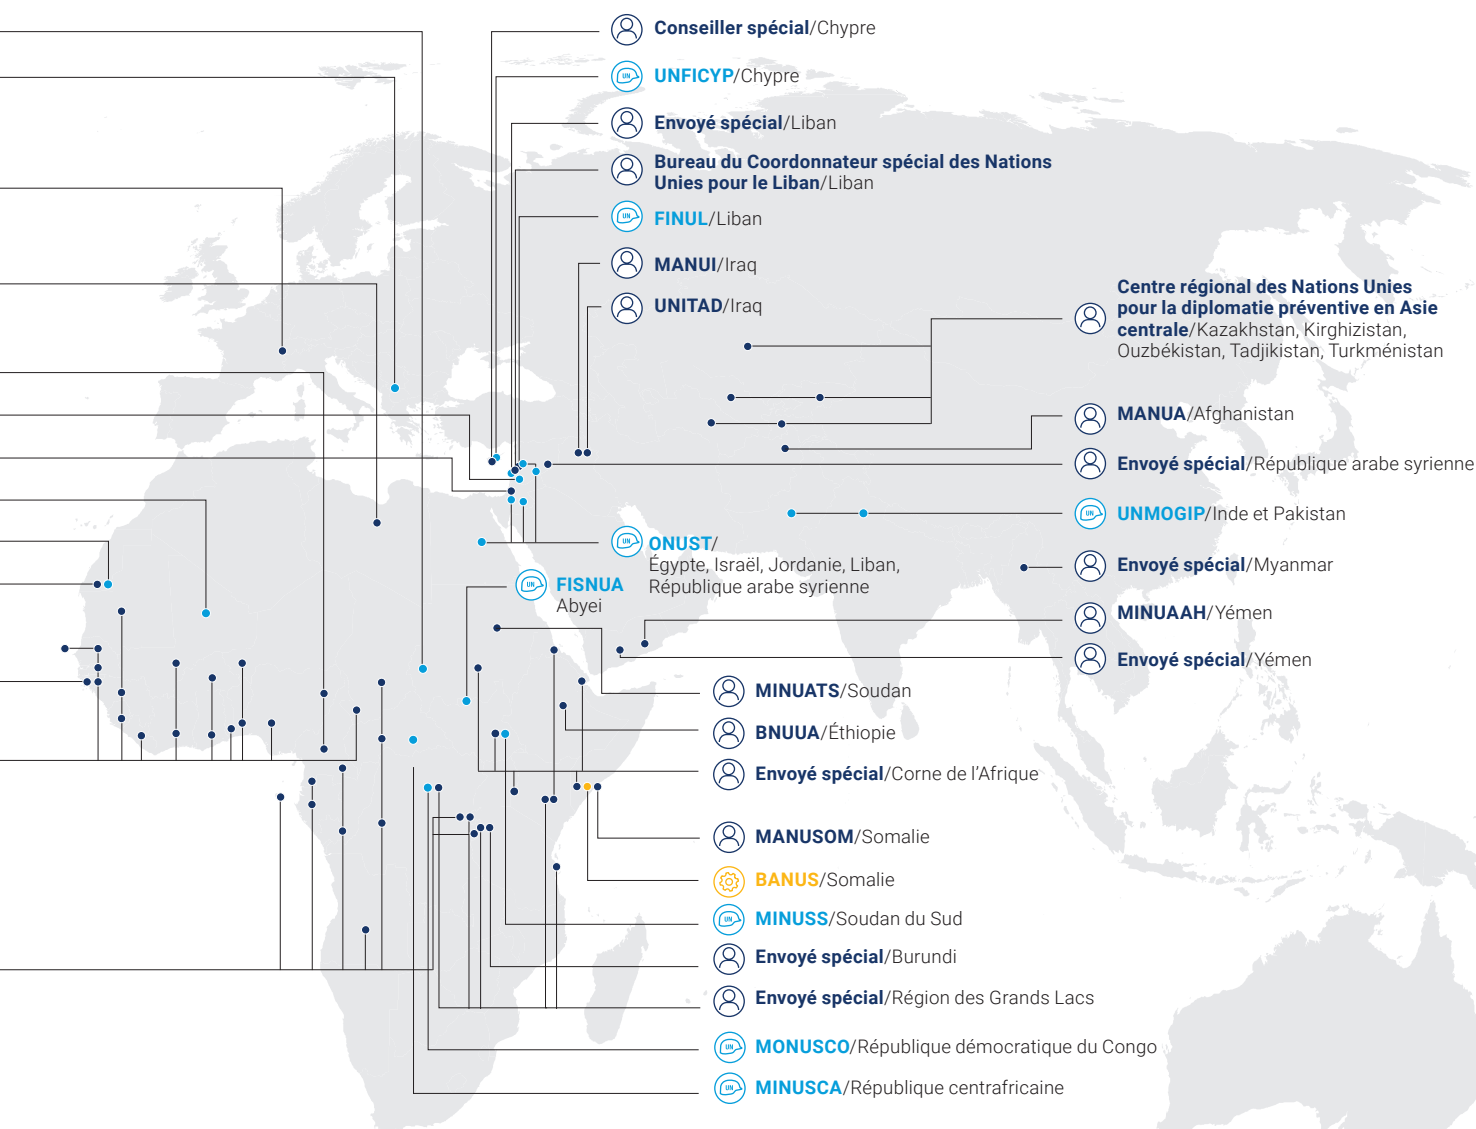 Conseiller spécial/Chypre
UNFICYP/Chypre
Envoyé spécial/Liban
Bureau du Coordonnateur spécial des Nations
Unies pour le Liban/Liban
FINUL/Liban
MANUI/Iraq
UNITAD/Iraq
Centre régional des Nations Unies
pour la diplomatie préventive en Asie
centrale/Kazakhstan, Kirghizistan,
Ouzbékistan, Tadjikistan, Turkménistan
MANUA/Afghanistan
Envoyé spécial/République arabe syrienne
UNMOGIP/Inde et Pakistan
ONUST/
Égypte, Israël, Jordanie, Liban,
République arabe syrienne
FISNUA
Abyei
Envoyé spécial/Myanmar
MINUAAH/Yémen
Envoyé spécial/Yémen
MINUATS/Soudan
BNUUA/Éthiopie
Envoyé spécial/Corne de l'Afrique
MANUSOM/Somalie
BANUS/Somalie
MINUSS/Soudan du Sud
Envoyé spécial/Burundi
Envoyé spécial/Région des Grands Lacs
MONUSCO/République démocratique du Congo
MINUSCA/République centrafricaine